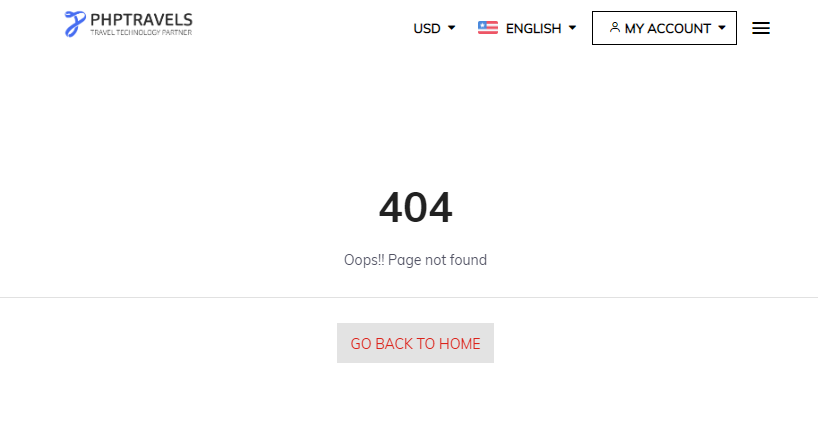 PHPTRAVELS
TRAVEL TECHNOLOGY PARTNER
USD
ENGLISH
MY ACCOUNT
404
Oops!! Page not found
GO BACK TO HOME